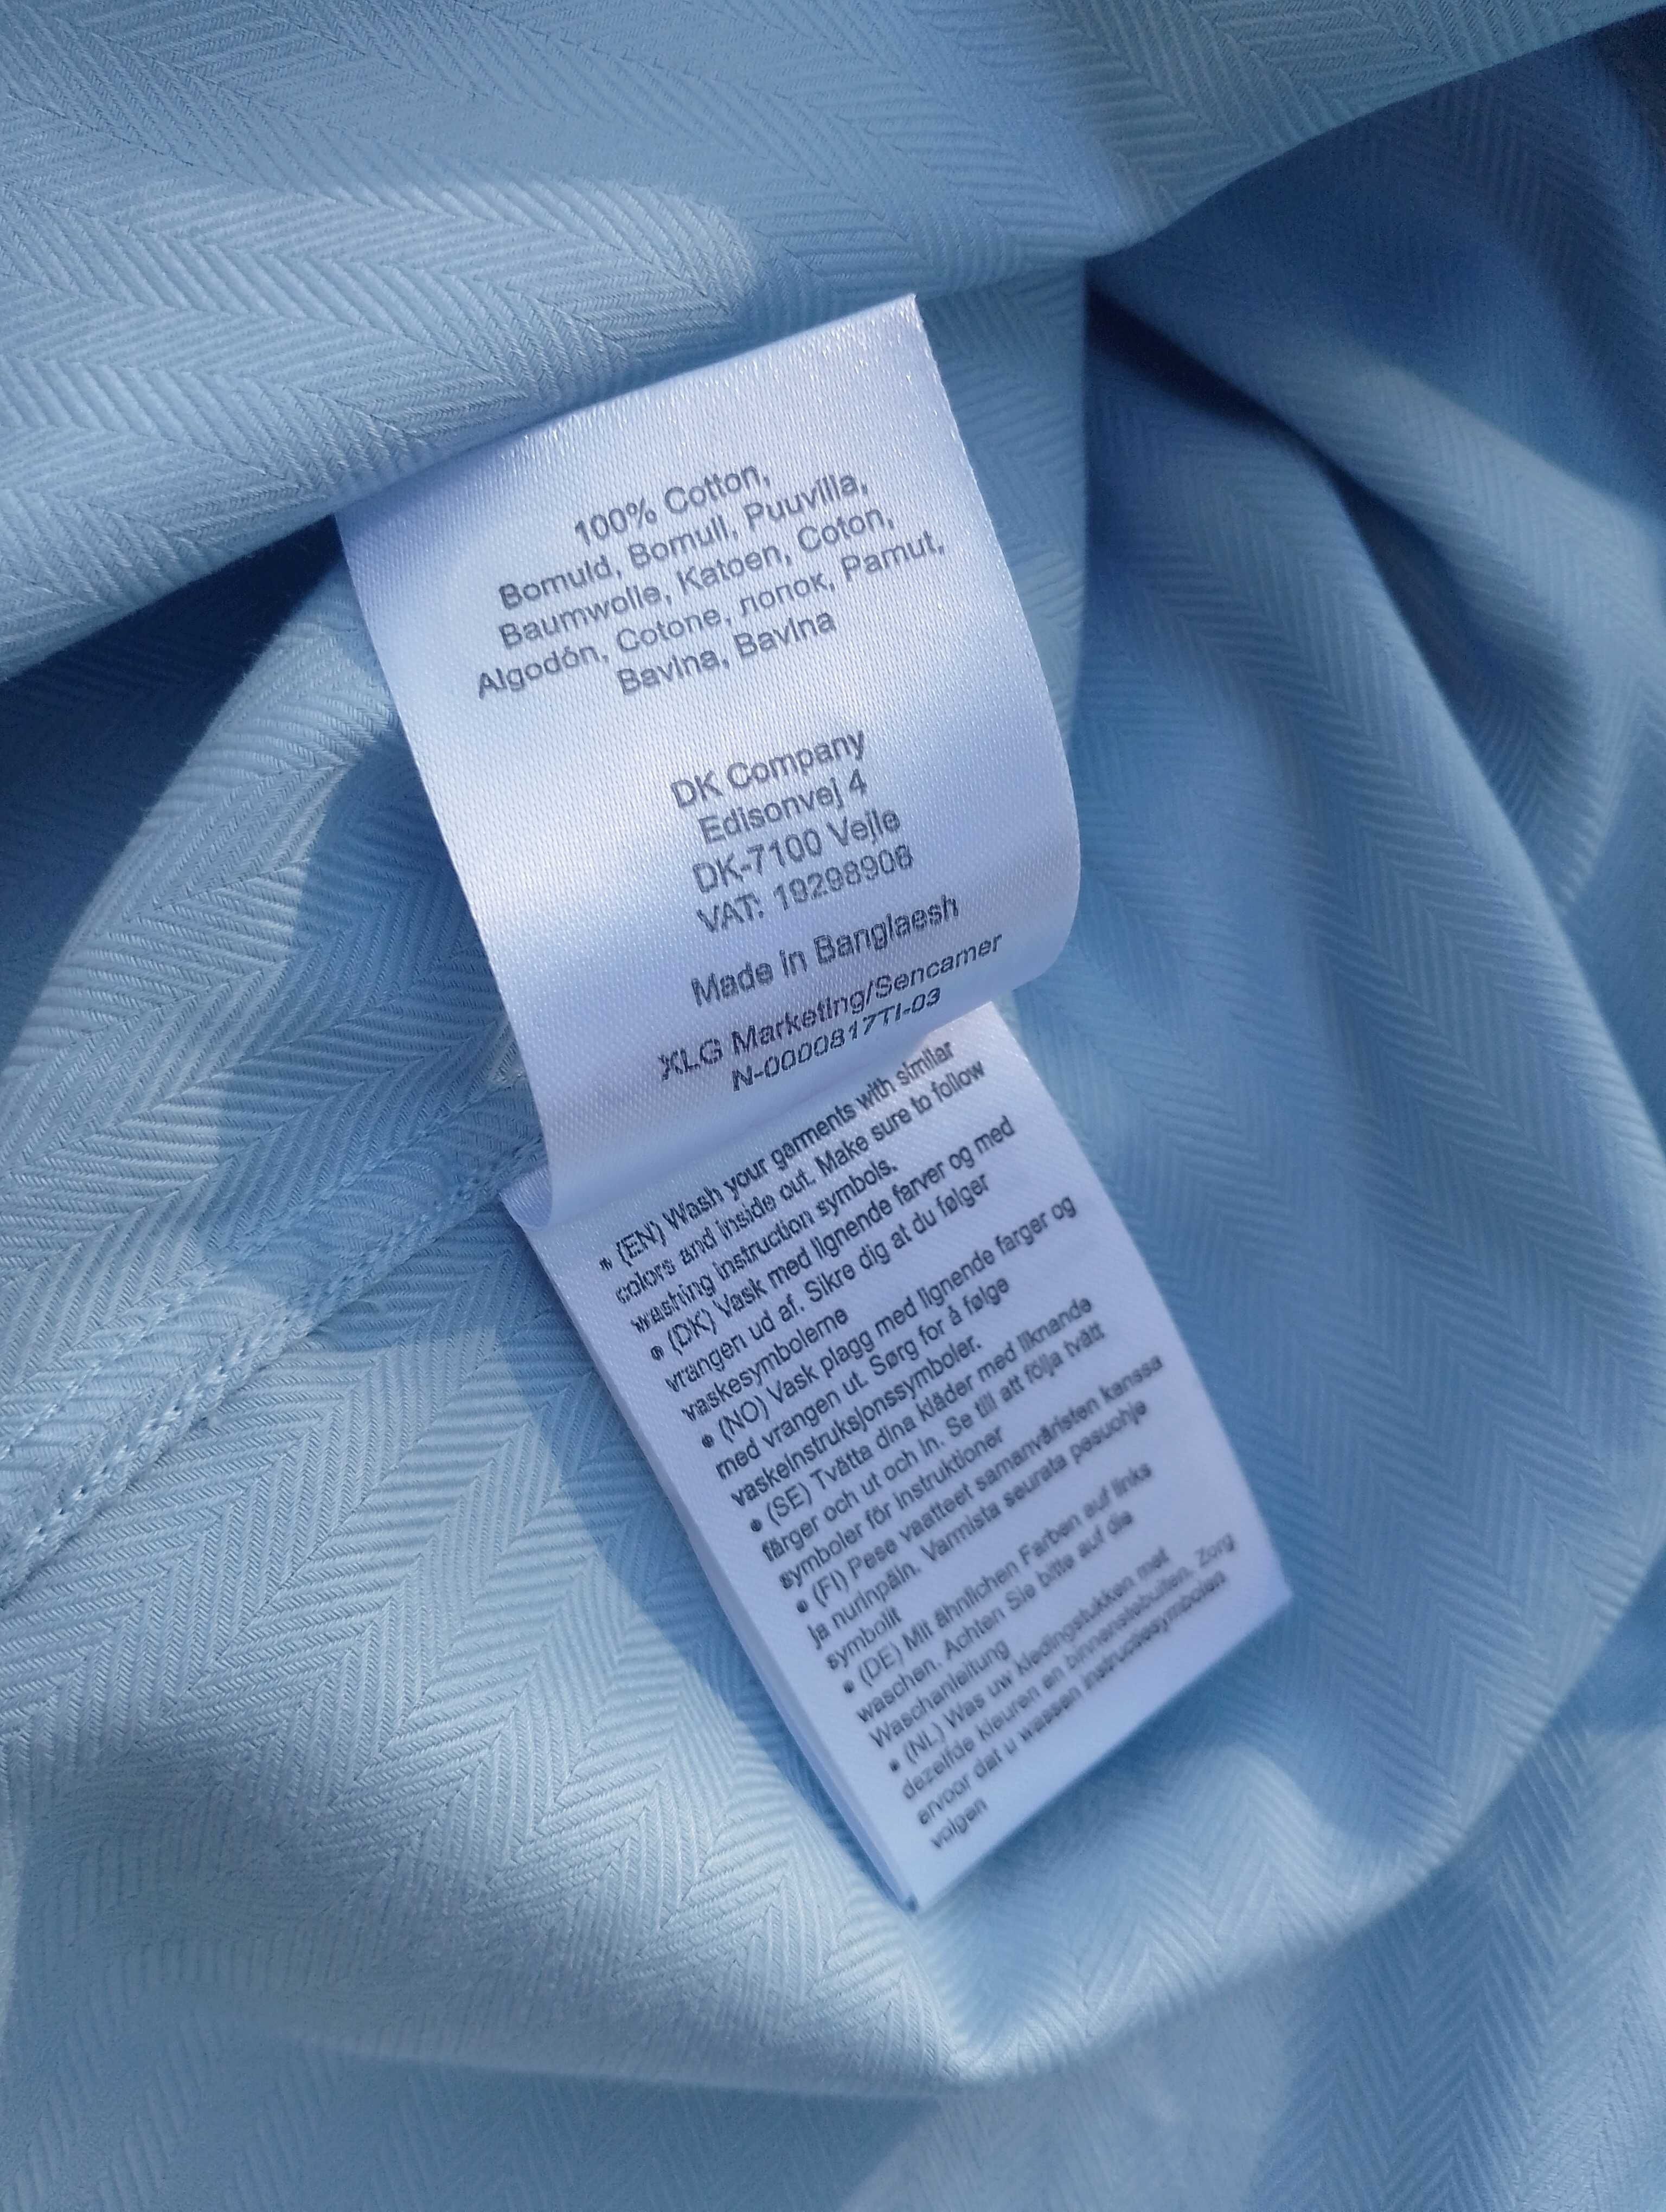 100% Cotton,
Bomuld, Bomull, Puuvilla,
Baumwolle, Katoen, Coton,
Algodón, Cotone, лопок, Pamut,
Bavlna, Bavlna
DK Company
Edisonvej 4
DK-7100 Vejle
VAT: 19298906
Made in Banglaesh
XLG Marketing/Sencamer
N-0000817TI-03
• (EN) Wash your garments with similar
colors and inside out. Make sure to follow
washing instruction symbols.
• (DK) Vask med lignende farver og med
vrangen ud af. Sikre dig at du følger
vaskesymbolerne
• (NO) Vask plagg med lignende farger og
med vrangen ut. Sørg for å følge
vaskeinstruksjonssymboler.
• (SE) Tvätta dina kläder med liknande
färger och ut och in. Se till att följa tvätt
symboler för instruktioner
• (FI) Pese vaatteet samanväristen kanssa
ja nurinpäin. Varmista seurata pesuohje
symbolit
• (DE) Mit ähnlichen Farben auf links
waschen. Achten Sie bitte auf die
Waschanleitung
• (NL) Was uw kledingstukken met
dezelfde kleuren en binnenstebuiten. Zorg
ervoor dat u wassen instructiesymbolen
volgen